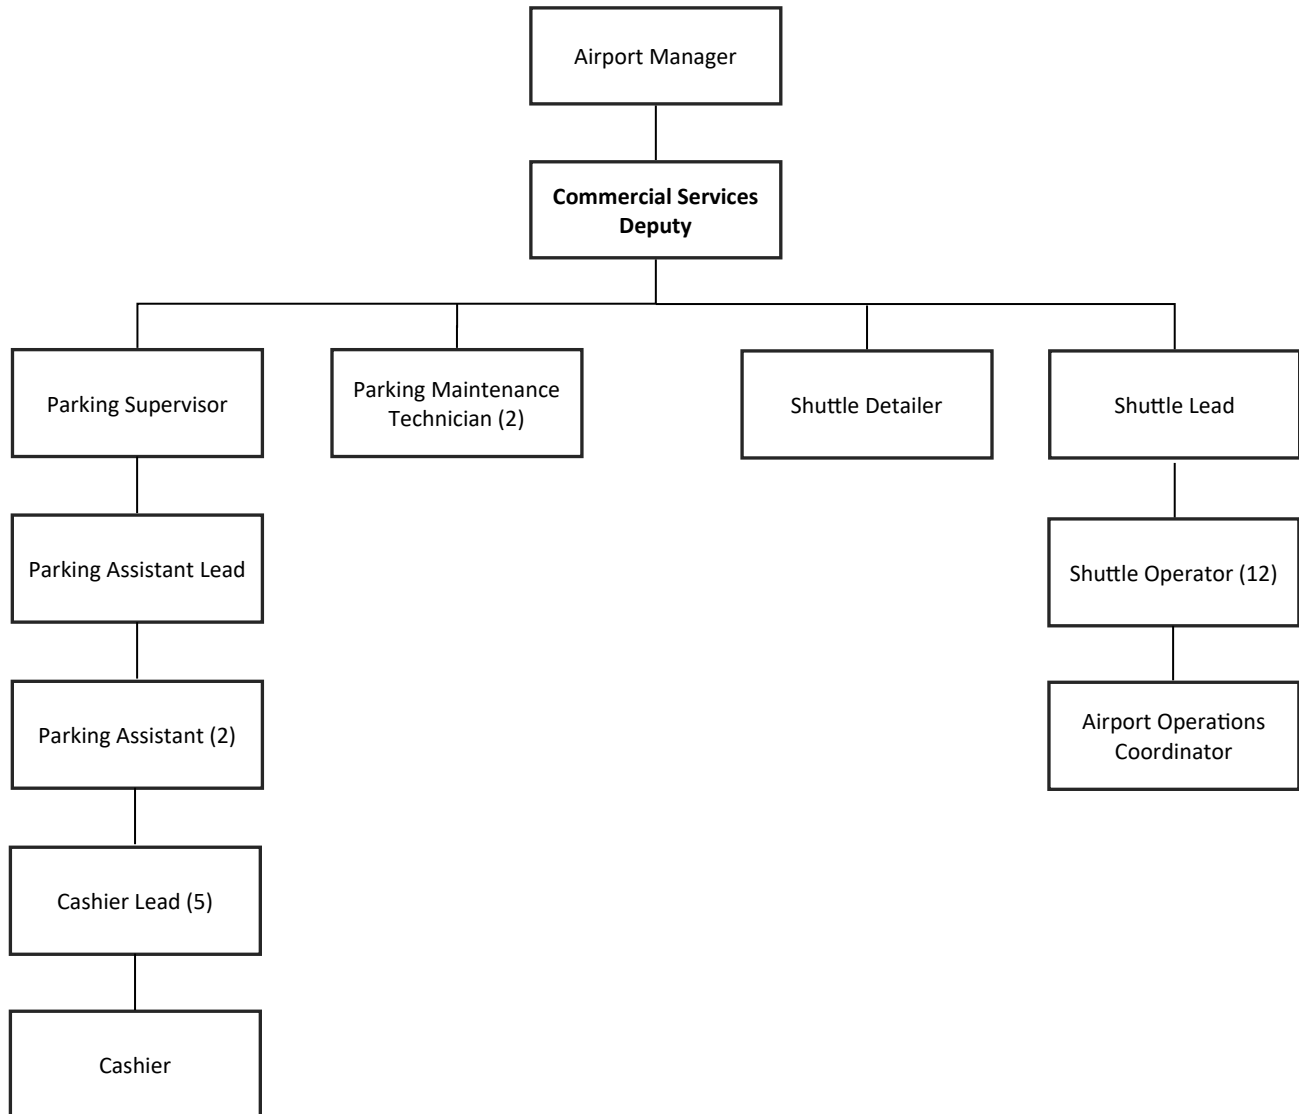 Airport Manager
Commercial Services
Deputy
Parking Supervisor
Parking Maintenance
Technician (2)
Shuttle Detailer
Shuttle Lead
Parking Assistant Lead
Shuttle Operator (12)
Parking Assistant (2)
Airport Operations
Coordinator
Cashier Lead (5)
Cashier